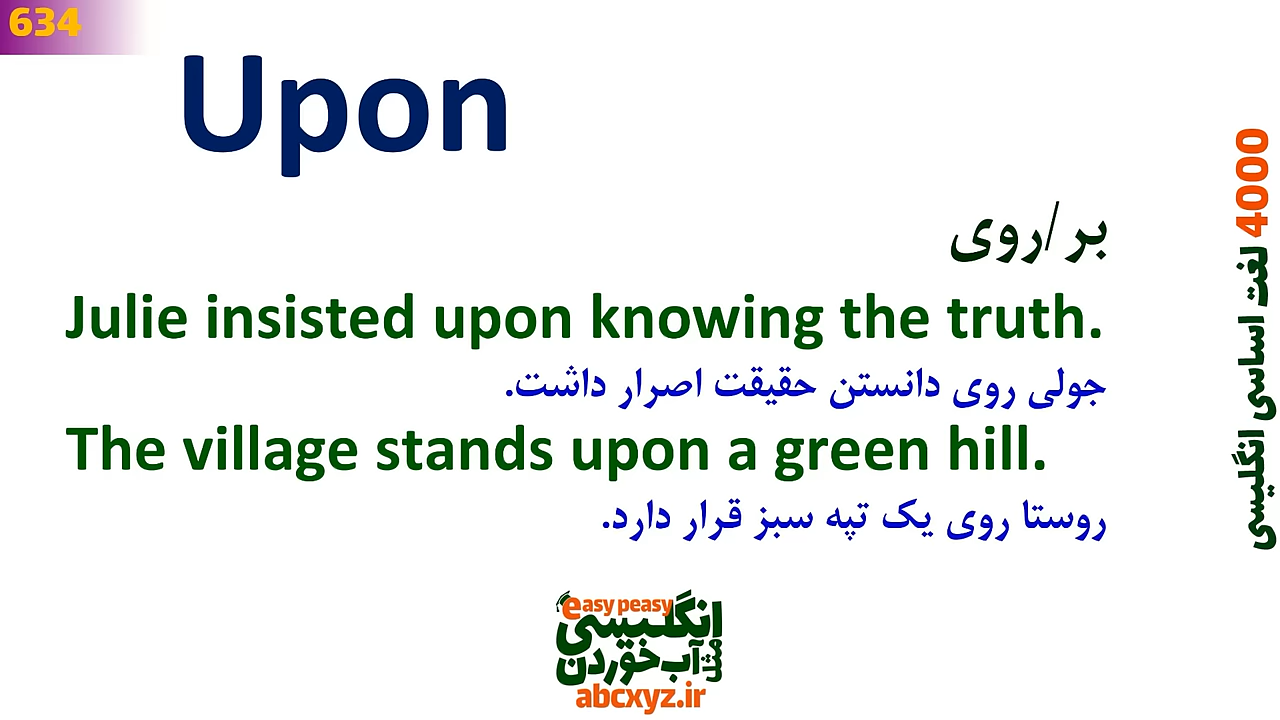 634
Upon
بر/روی
Julie insisted upon knowing the truth.
جولی روی دانستن حقیقت اصرار داشت.
The village stands upon a green hill.
روستا روی یک تپه سبز قرار دارد.
4000 لغت اساسی انگلیسی
easy peasy
انگلیسی
مثل آب خوردن
abcxyz.ir